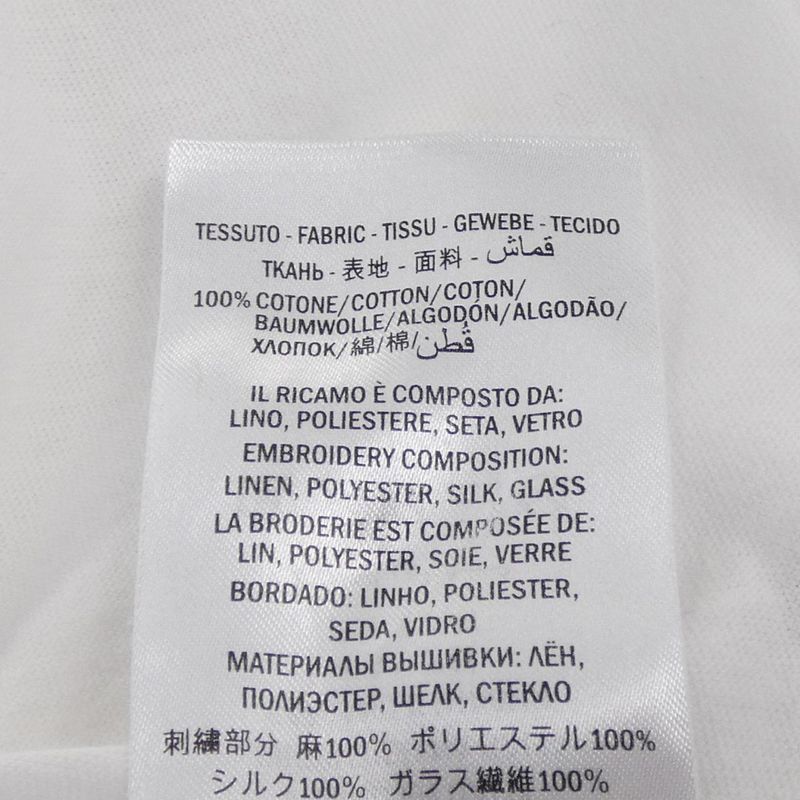 TESSUTO - FABRIC - TISSU - GEWEBE - TECIDO
ТКАНЬ - 表地 - 面料 - قماش
100% COTONE/COTTON/COTON/
BAUMWOLLE/ALGODÓN/ALGODÃO/
ХЛОПОК/綿/棉/قُطن
IL RICAMO È COMPOSTO DA:
LINO, POLIESTERE, SETA, VETRO
EMBROIDERY COMPOSITION:
LINEN, POLYESTER, SILK, GLASS
LA BRODERIE EST COMPOSÉE DE:
LIN, POLYESTER, SOIE, VERRE
BORDADO: LINHO, POLIESTER,
SEDA, VIDRO
МАТЕРИАЛЫ ВЫШИВКИ: ЛЁН,
ПОЛИЭСТЕР, ШЕЛК, СТЕКЛО
刺繍部分 麻100% ポリエステル100%
シルク100% ガラス繊維100%